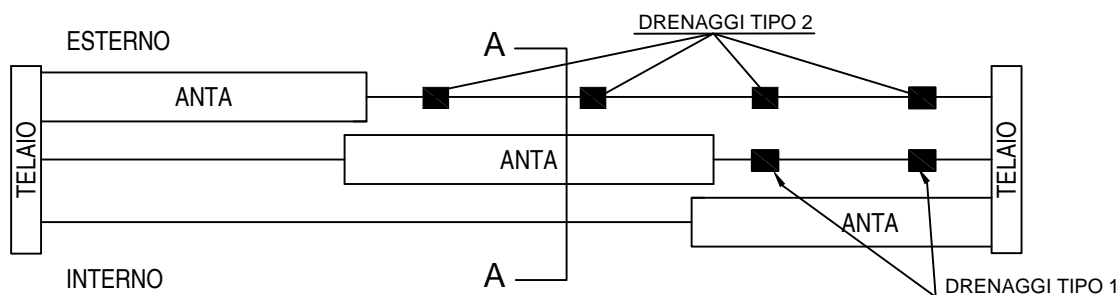 DRENAGGI TIPO 2
ESTERNO
A
ANTA
TELAIO
ANTA
TELAIO
ANTA
INTERNO
A
DRENAGGI TIPO 1